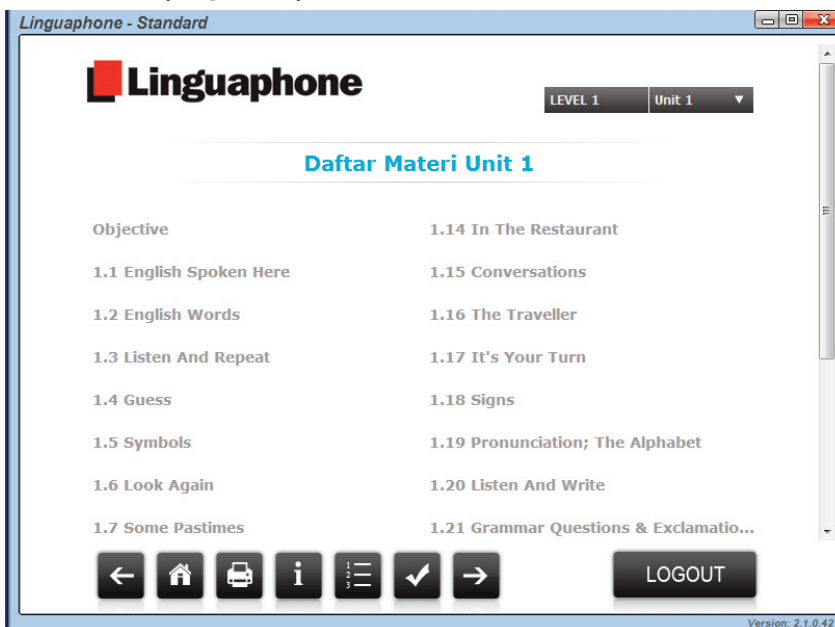 Linguaphone - Standard
Linguaphone
LEVEL 1 Unit 1
Daftar Materi Unit 1
Objective
1.1 English Spoken Here
1.2 English Words
1.3 Listen And Repeat
1.4 Guess
1.5 Symbols
1.6 Look Again
1.7 Some Pastimes
1.14 In The Restaurant
1.15 Conversations
1.16 The Traveller
1.17 It's Your Turn
1.18 Signs
1.19 Pronunciation; The Alphabet
1.20 Listen And Write
1.21 Grammar Questions & Exclamatio...
LOGOUT
Version: 2.1.0.42